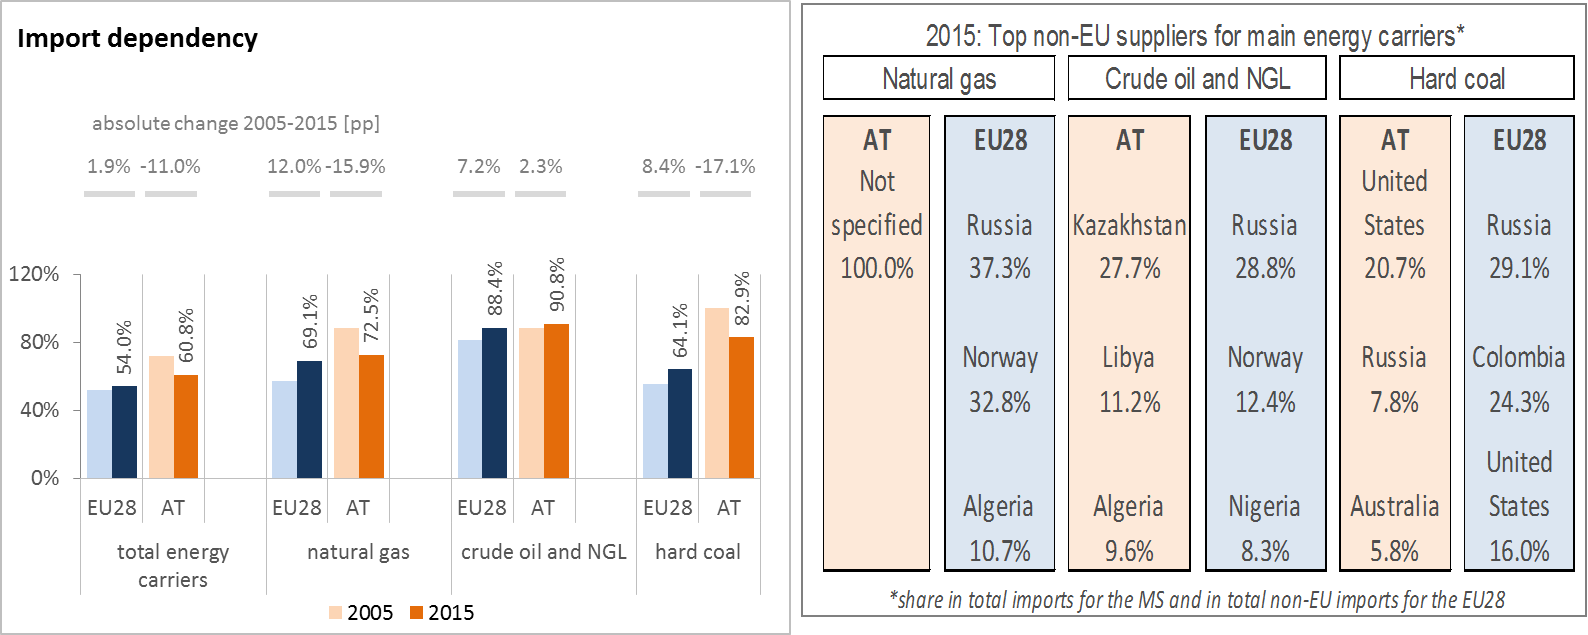 Import dependency
absolute change 2005-2015 [pp]
1.9% -11.0% 12.0% -15.9% 7.2% 2.3% 8.4% -17.1%
120%
80%
40%
0%
54.0%
60.8%
69.1%
72.5%
88.4%
90.8%
64.1%
82.9%
EU28 AT EU28 AT EU28 AT EU28 AT
total energy
carriers
natural gas
crude oil and NGL
hard coal
2005 2015
2015: Top non-EU suppliers for main energy carriers*
Natural gas
Crude oil and NGL
Hard coal
AT
Not
specified
100.0%
EU28
Russia
37.3%
Norway
32.8%
Algeria
10.7%
AT
Kazakhstan
27.7%
Libya
11.2%
Algeria
9.6%
EU28
Russia
28.8%
Norway
12.4%
Nigeria
8.3%
AT
United
States
20.7%
Russia
7.8%
Australia
5.8%
EU28
Russia
29.1%
Colombia
24.3%
United
States
16.0%
*share in total imports for the MS and in total non-EU imports for the EU28